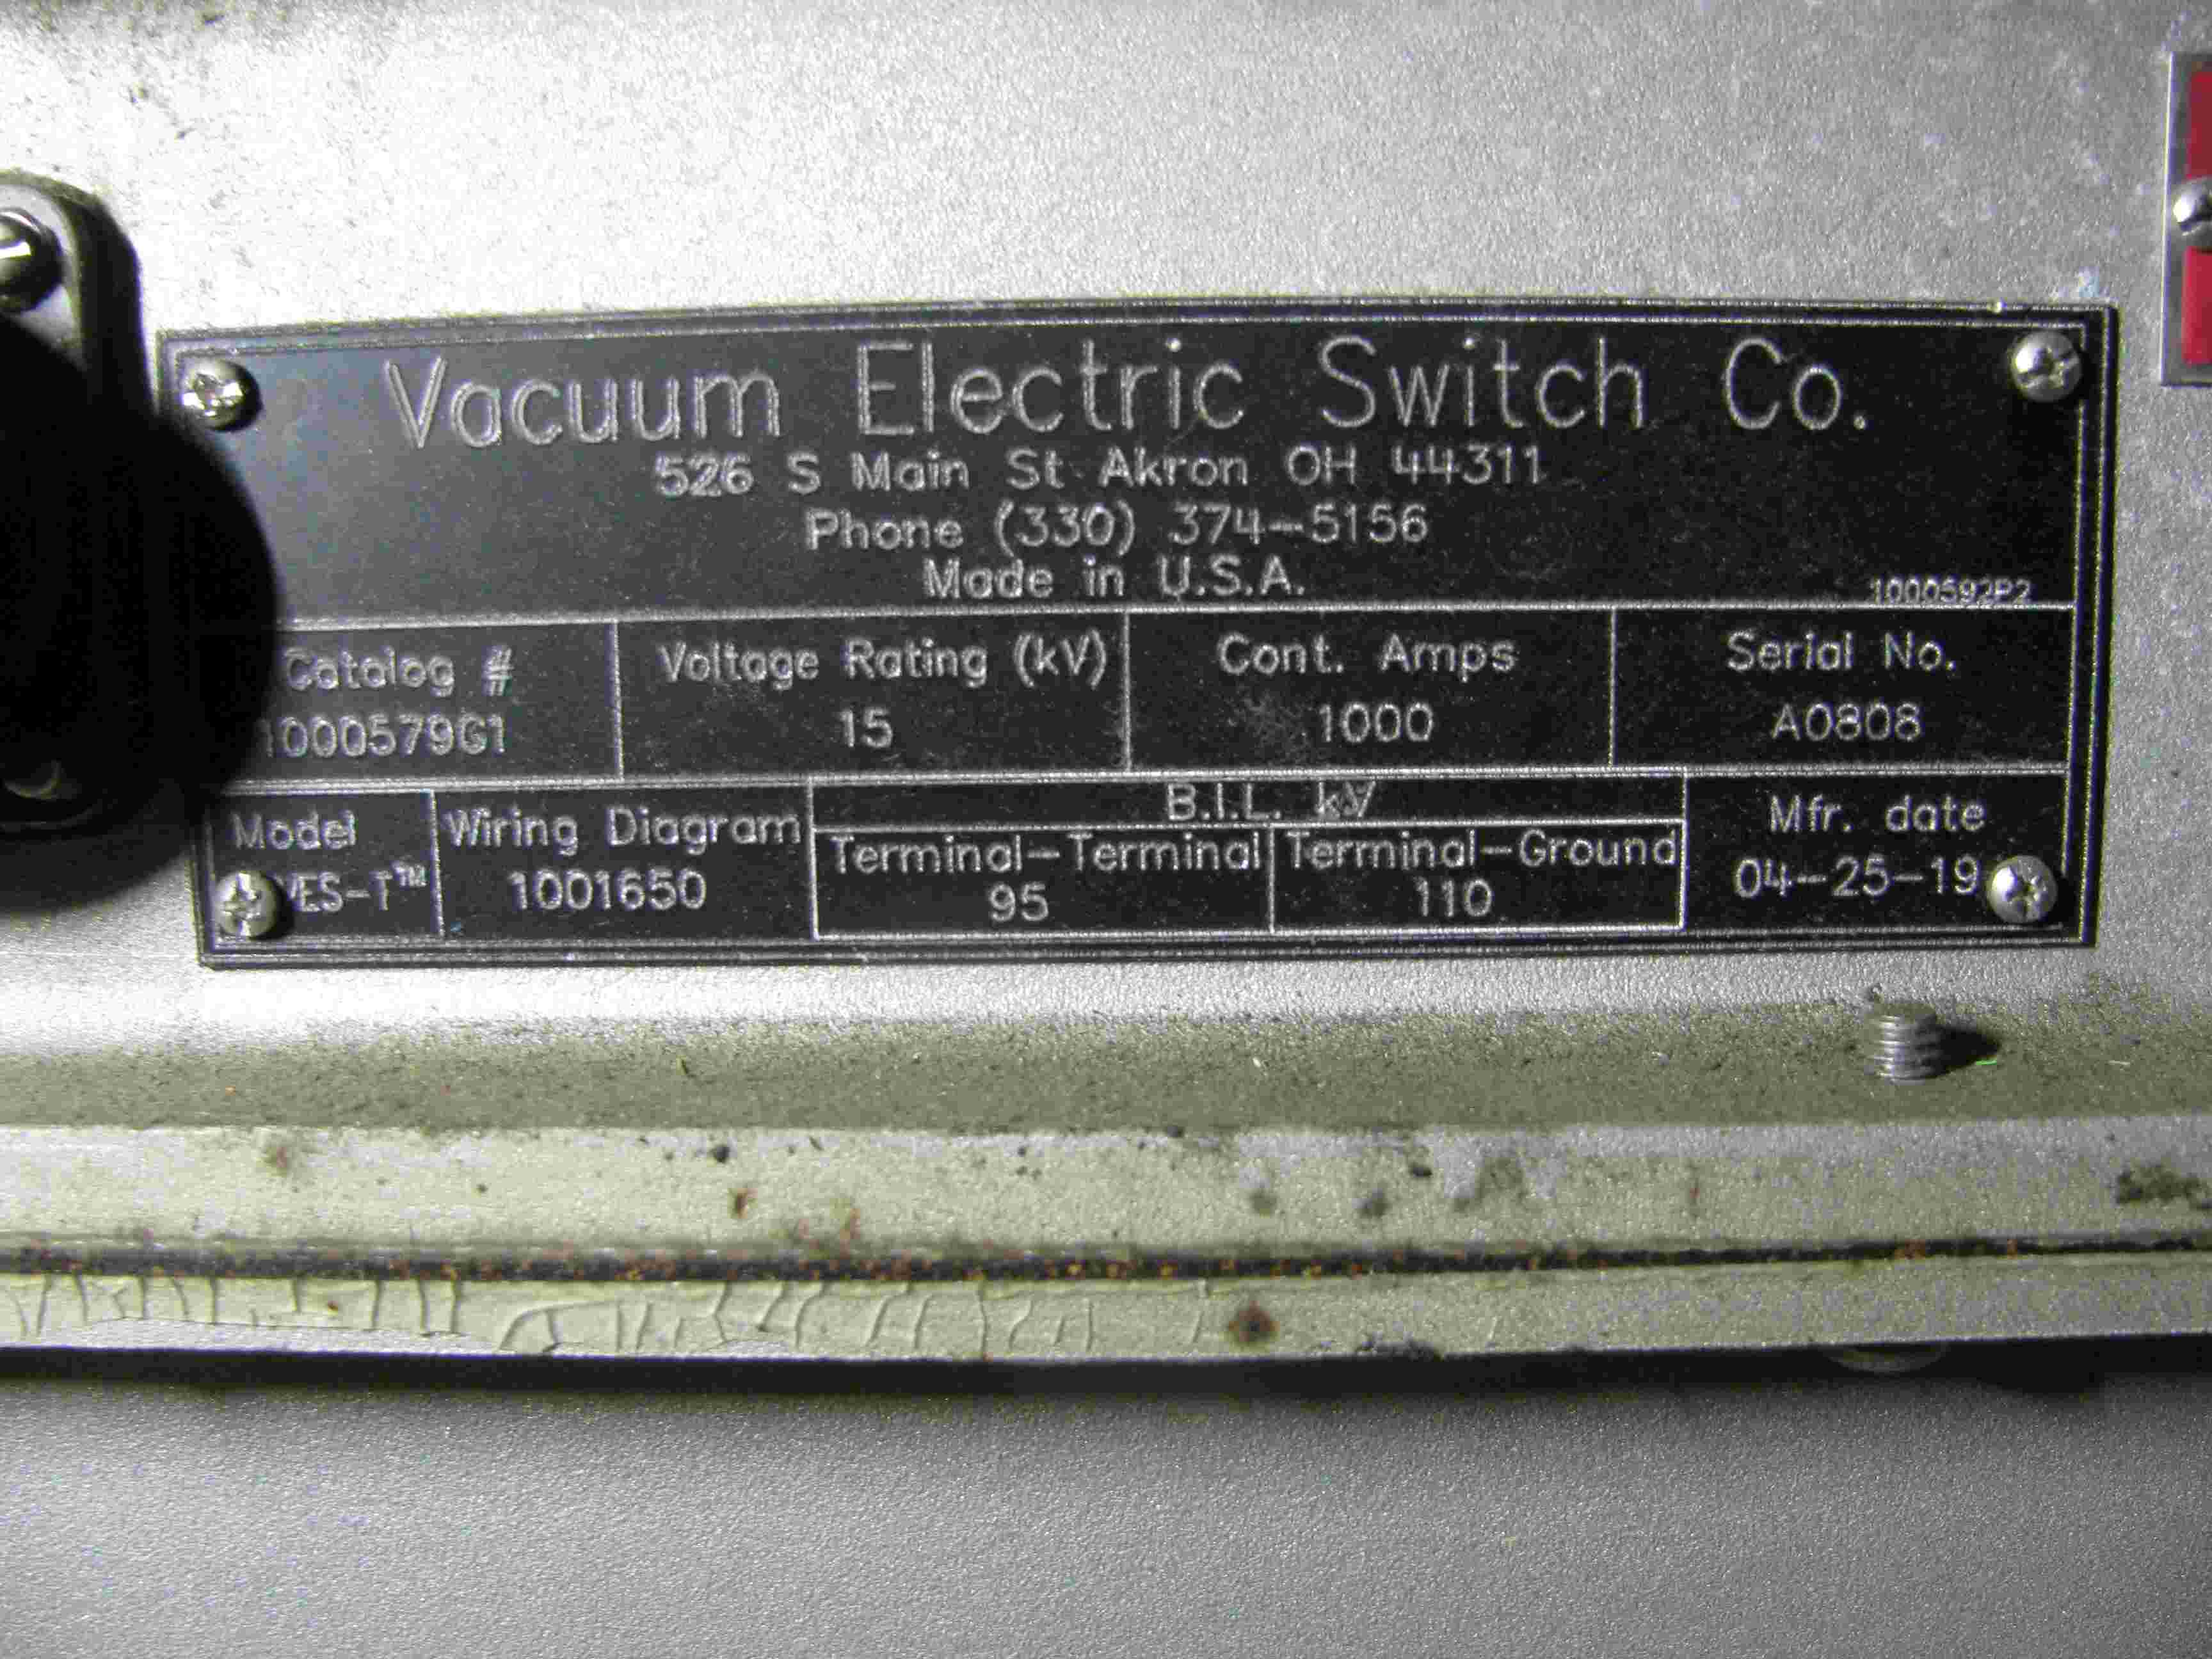 Vacuum Electric Switch Co.
526 S Main St Akron OH 44311
Phone (330) 374-5156
Made in U.S.A.
1000592P2
Catalog # Voltage Rating (kV) Cont. Amps Serial No.
1000579G1 15 1000 A0808
Model Wiring Diagram B.I.L. kV Mfr. date
Terminal-Terminal Terminal-Ground
VES-T™ 1001650 95 110 04-25-19